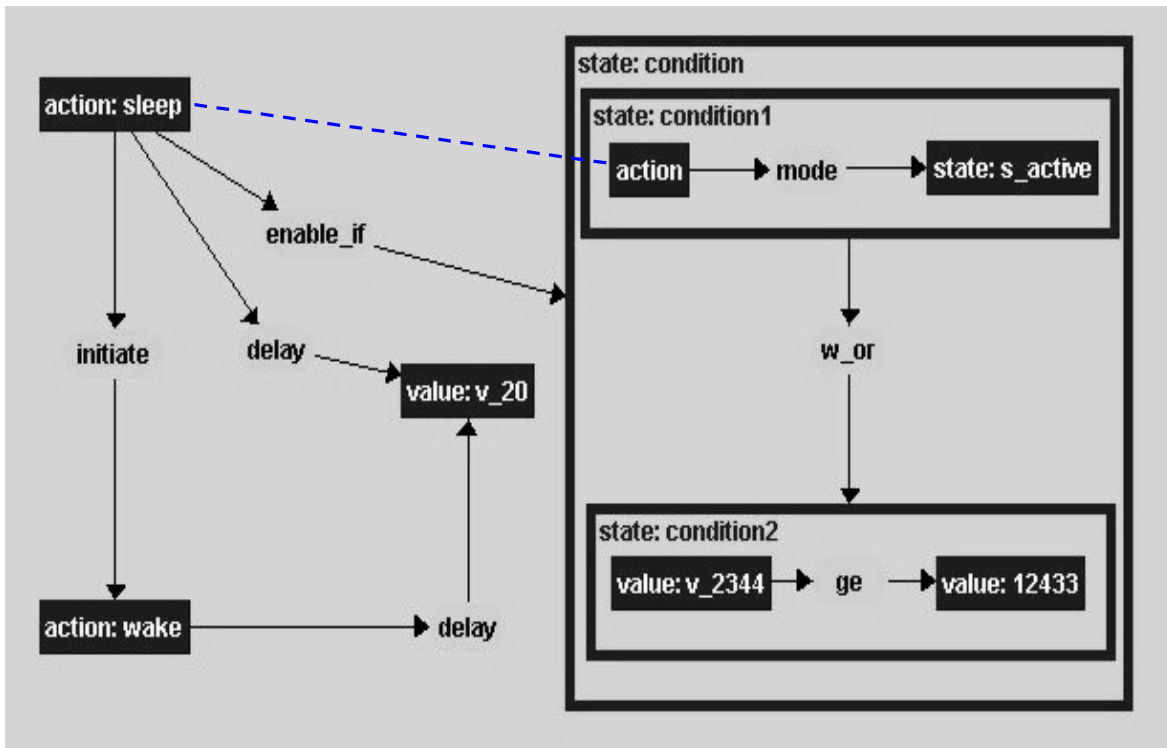 state: condition
action: sleep
state: condition1
action
mode
state: s_active
enable_if
initiate
delay
w_or
value: v_20
state: condition2
value: v_2344
ge
value: 12433
action: wake
delay